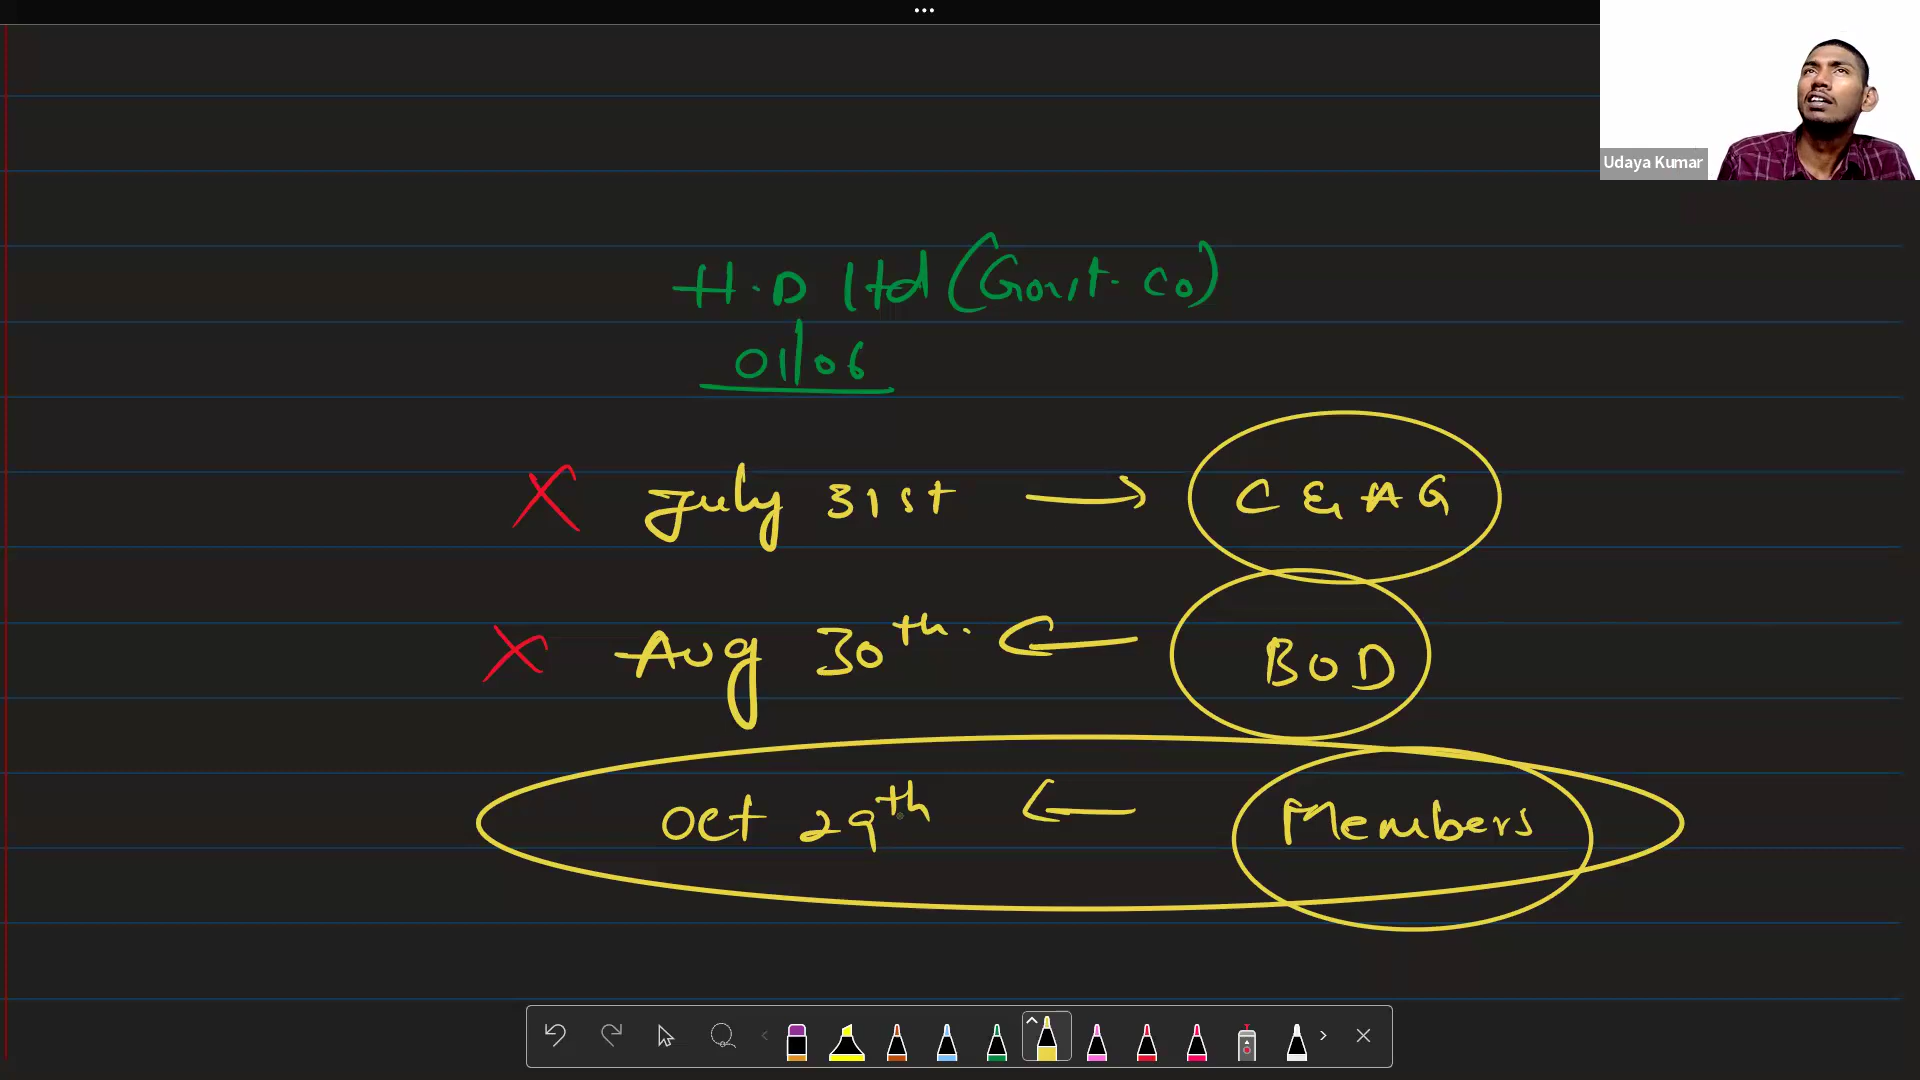 Udaya Kumar
H.D Ltd (Govt. Co)
01/06
X July 31st → C&AG
X Aug 30th. ← BOD
Oct 29th ← Members